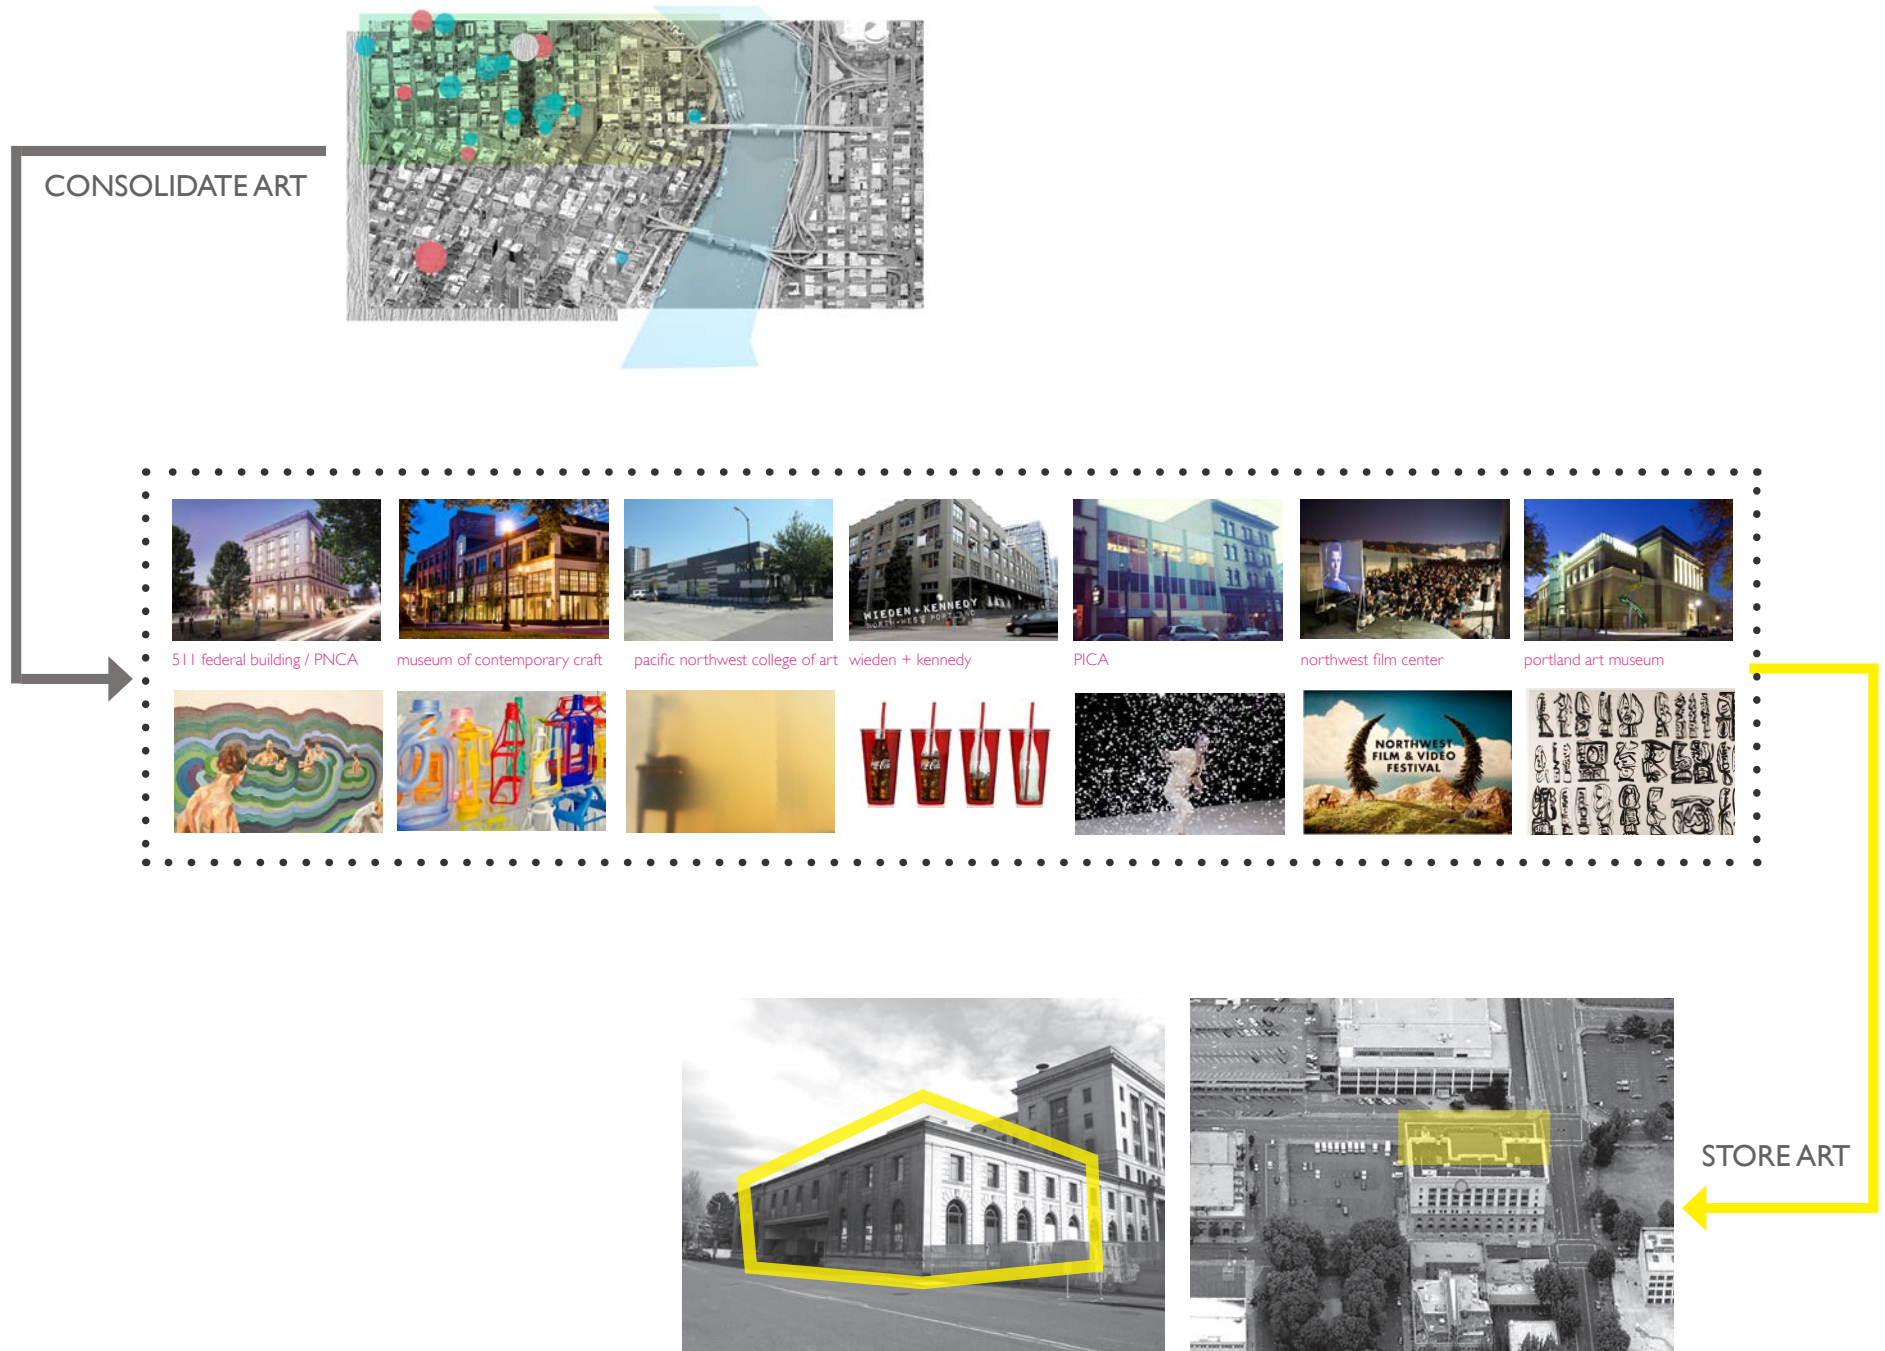 CONSOLIDATE ART
WIEDEN + KENNEDY
511 federal building / PNCA
museum of contemporary craft
pacific northwest college of art
wieden + kennedy
PICA
northwest film center
portland art museum
NORTHWEST
FILM & VIDEO
FESTIVAL
STORE ART